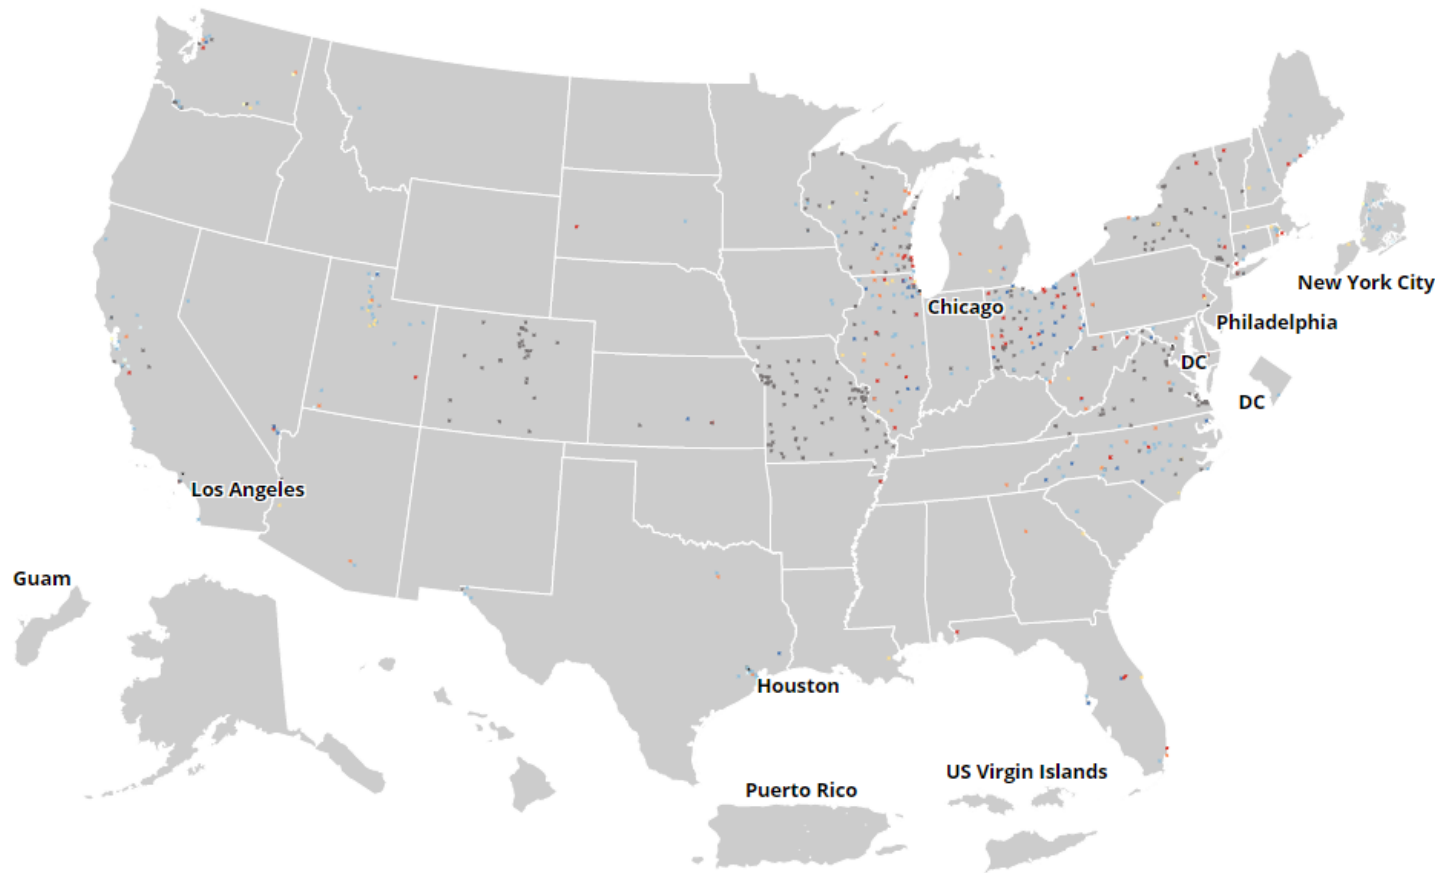 New York City
Chicago
Philadelphia
DC
DC
Los Angeles
Guam
Houston
US Virgin Islands
Puerto Rico